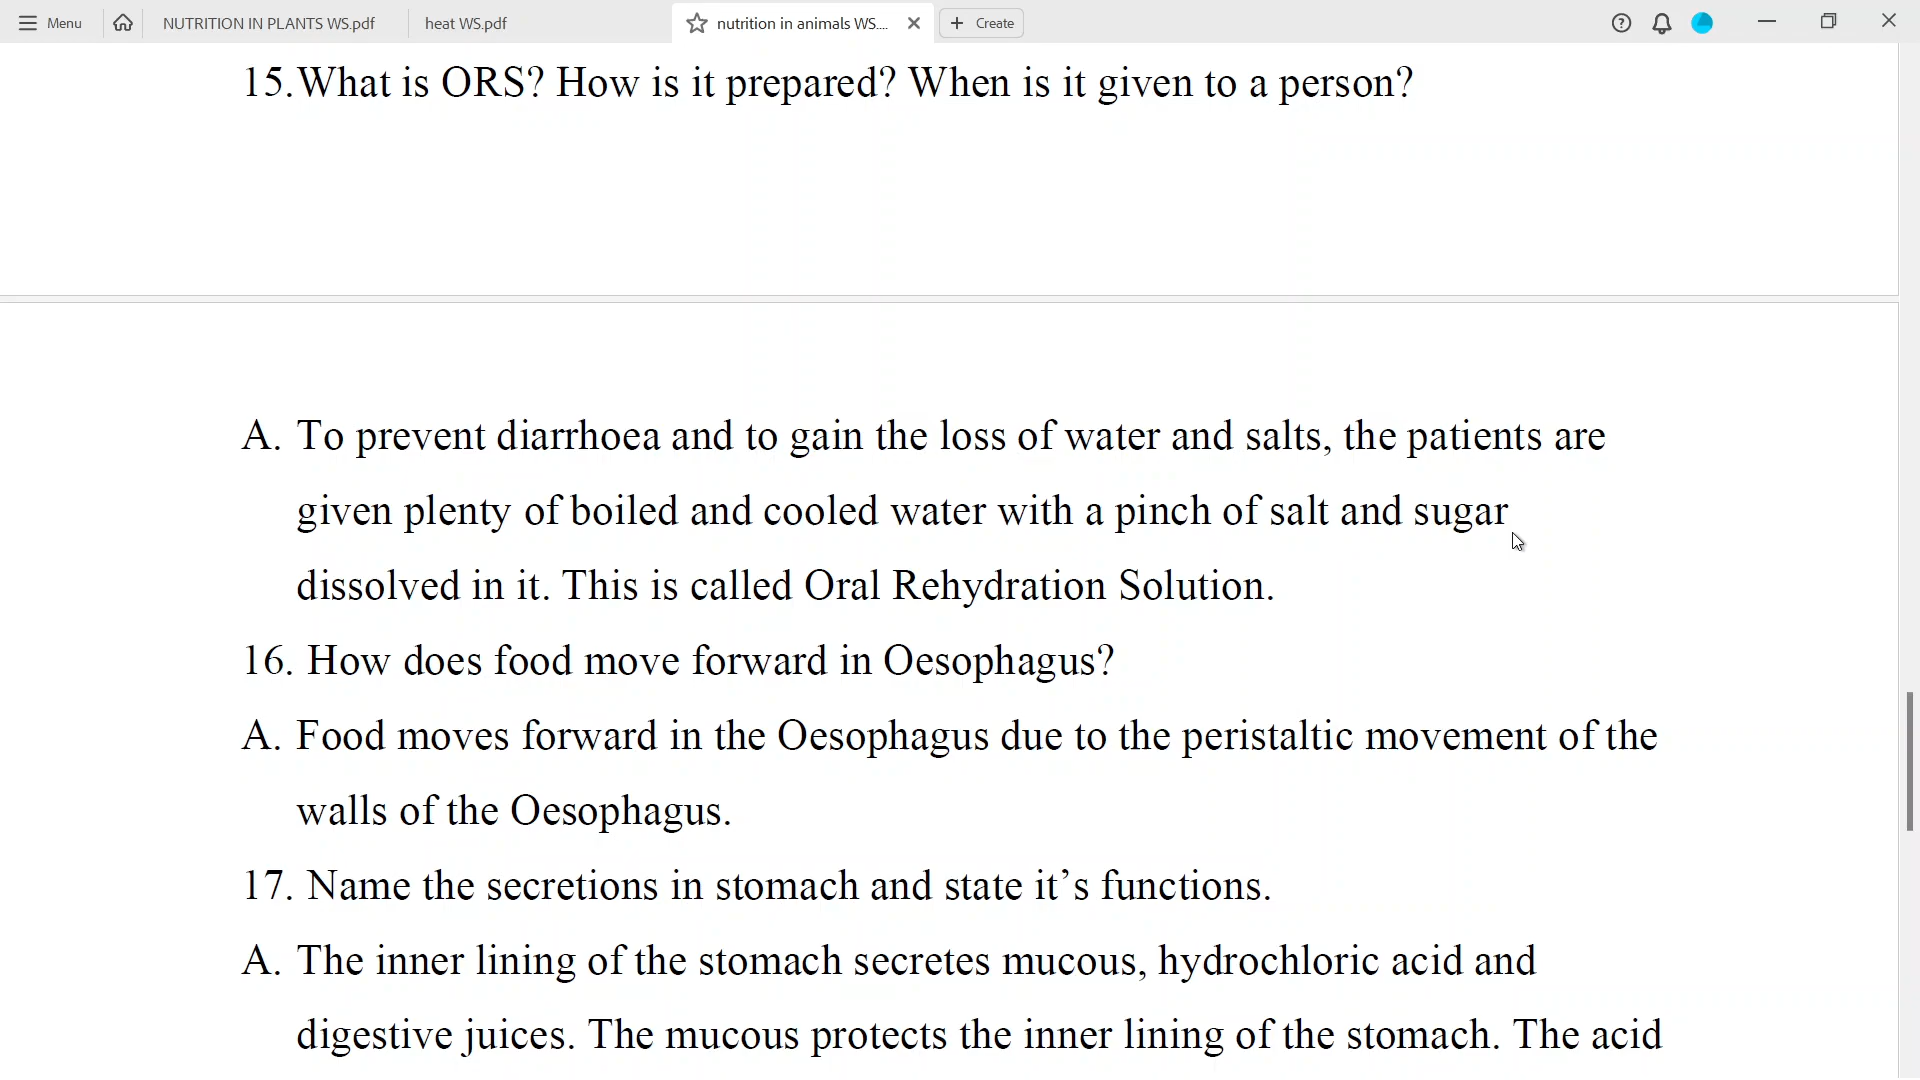 Menu NUTRITION IN PLANTS WS.pdf heat WS.pdf nutrition in animals WS.... + Create
15.What is ORS? How is it prepared? When is it given to a person?
A. To prevent diarrhoea and to gain the loss of water and salts, the patients are
given plenty of boiled and cooled water with a pinch of salt and sugar
dissolved in it. This is called Oral Rehydration Solution.
16. How does food move forward in Oesophagus?
A. Food moves forward in the Oesophagus due to the peristaltic movement of the
walls of the Oesophagus.
17. Name the secretions in stomach and state it’s functions.
A. The inner lining of the stomach secretes mucous, hydrochloric acid and
digestive juices. The mucous protects the inner lining of the stomach. The acid